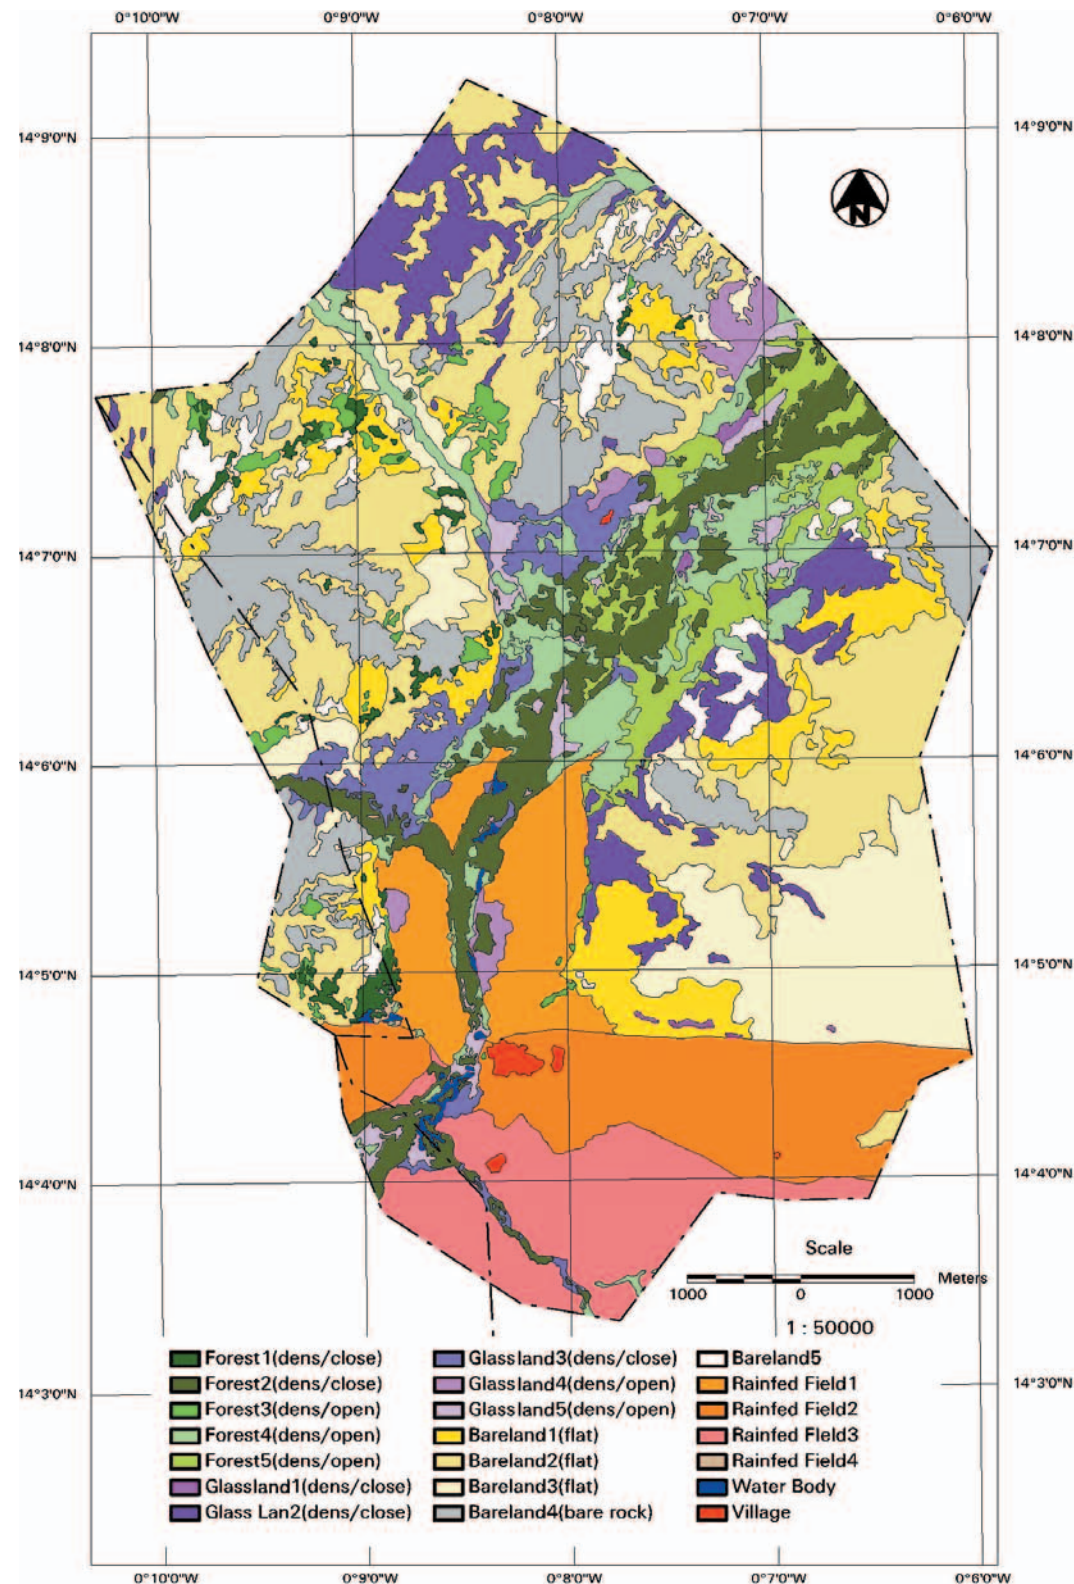 0°10'0"W 0°9'0"W 0°8'0"W 0°7'0"W 0°6'0"W
14°9'0"N 14°9'0"N
N
14°8'0"N 14°8'0"N
14°7'0"N 14°7'0"N
14°6'0"N 14°6'0"N
14°5'0"N 14°5'0"N
14°4'0"N 14°4'0"N
Scale
Meters
1000 0 1000
1 : 50000
Forest1(dens/close) Glassland3(dens/close) Bareland5
Forest2(dens/close) Glassland4(dens/open) Rainfed Field1
Forest3(dens/open) Glassland5(dens/open) Rainfed Field2
Forest4(dens/open) Bareland1(flat) Rainfed FIeld3
Forest5(dens/open) Bareland2(flat) Rainfed Field4
Glassland1(dens/close) Bareland3(flat) Water Body
Glass Lan2(dens/close) Bareland4(bare rock) Village
14°3'0"N 14°3'0"N
0°10'0"W 0°9'0"W 0°8'0"W 0°7'0"W 0°6'0"W